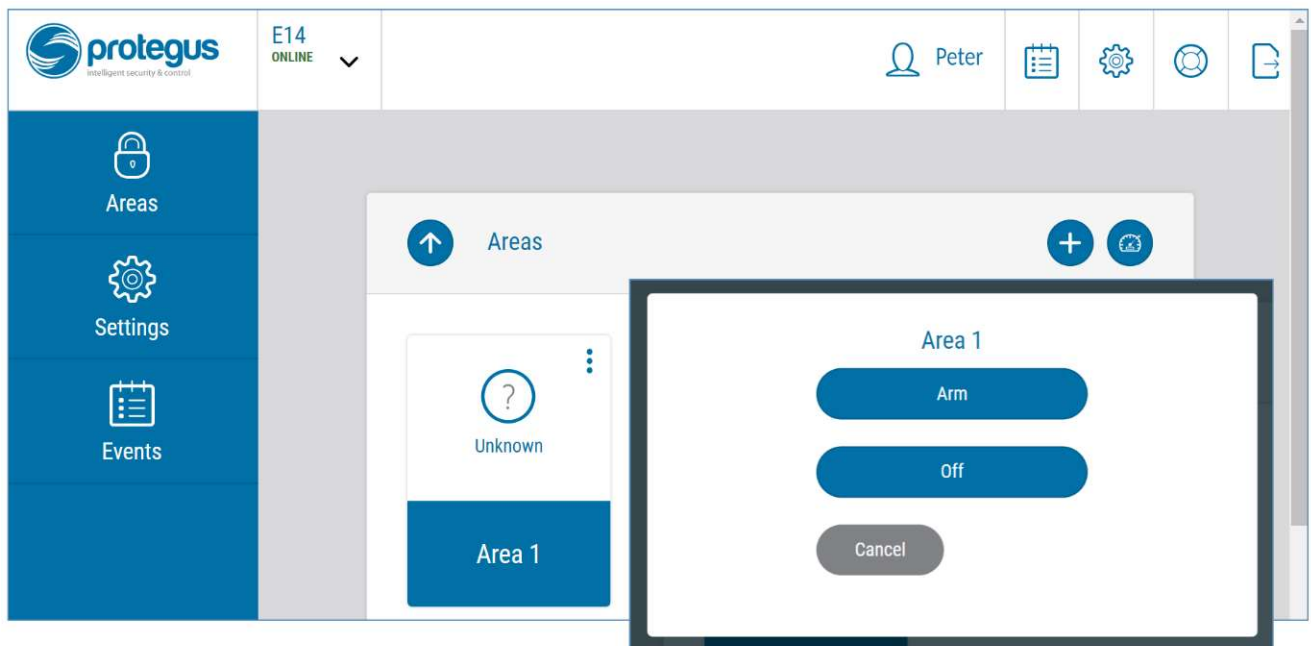 protegus
intelligent security & control
E14
ONLINE
Peter
Areas
Settings
Events
Areas
?
Unknown
Area 1
Area 1
Arm
Off
Cancel